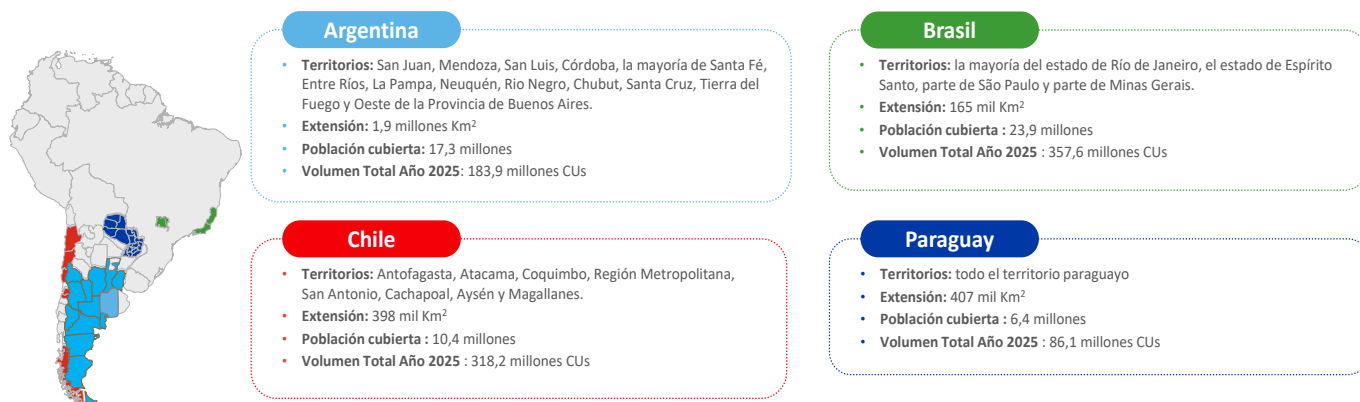 Argentina
• Territorios: San Juan, Mendoza, San Luis, Córdoba, la mayoría de Santa Fé,
Entre Ríos, La Pampa, Neuquén, Rio Negro, Chubut, Santa Cruz, Tierra del
Fuego y Oeste de la Provincia de Buenos Aires.
• Extensión: 1,9 millones Km²
• Población cubierta: 17,3 millones
• Volumen Total Año 2025: 183,9 millones CUs
Brasil
• Territorios: la mayoría del estado de Río de Janeiro, el estado de Espírito
Santo, parte de São Paulo y parte de Minas Gerais.
• Extensión: 165 mil Km²
• Población cubierta : 23,9 millones
• Volumen Total Año 2025 : 357,6 millones CUs
Chile
• Territorios: Antofagasta, Atacama, Coquimbo, Región Metropolitana,
San Antonio, Cachapoal, Aysén y Magallanes.
• Extensión: 398 mil Km²
• Población cubierta : 10,4 millones
• Volumen Total Año 2025 : 318,2 millones CUs
Paraguay
• Territorios: todo el territorio paraguayo
• Extensión: 407 mil Km²
• Población cubierta : 6,4 millones
• Volumen Total Año 2025 : 86,1 millones CUs